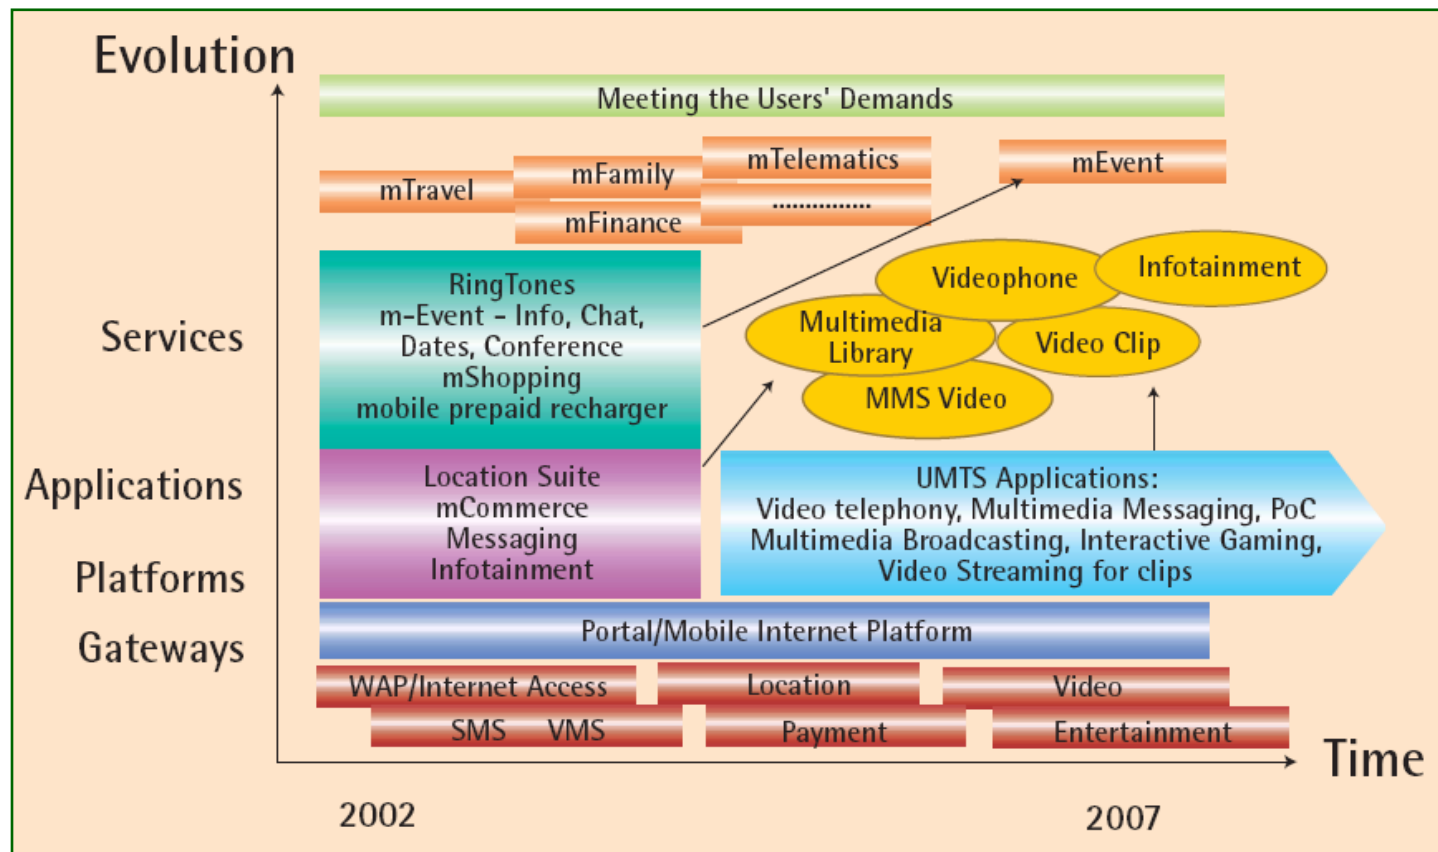 Evolution
Meeting the Users' Demands
mTravel
mFamily
mFinance
mTelematics
...............
mEvent
Services
RingTones
m-Event - Info, Chat,
Dates, Conference
mShopping
mobile prepaid recharger
Videophone
Infotainment
Multimedia
Library
Video Clip
MMS Video
Applications
Platforms
Location Suite
mCommerce
Messaging
Infotainment
UMTS Applications:
Video telephony, Multimedia Messaging, PoC
Multimedia Broadcasting, Interactive Gaming,
Video Streaming for clips
Gateways
Portal/Mobile Internet Platform
WAP/Internet Access
Location
Video
SMS VMS
Payment
Entertainment
Time
2002
2007